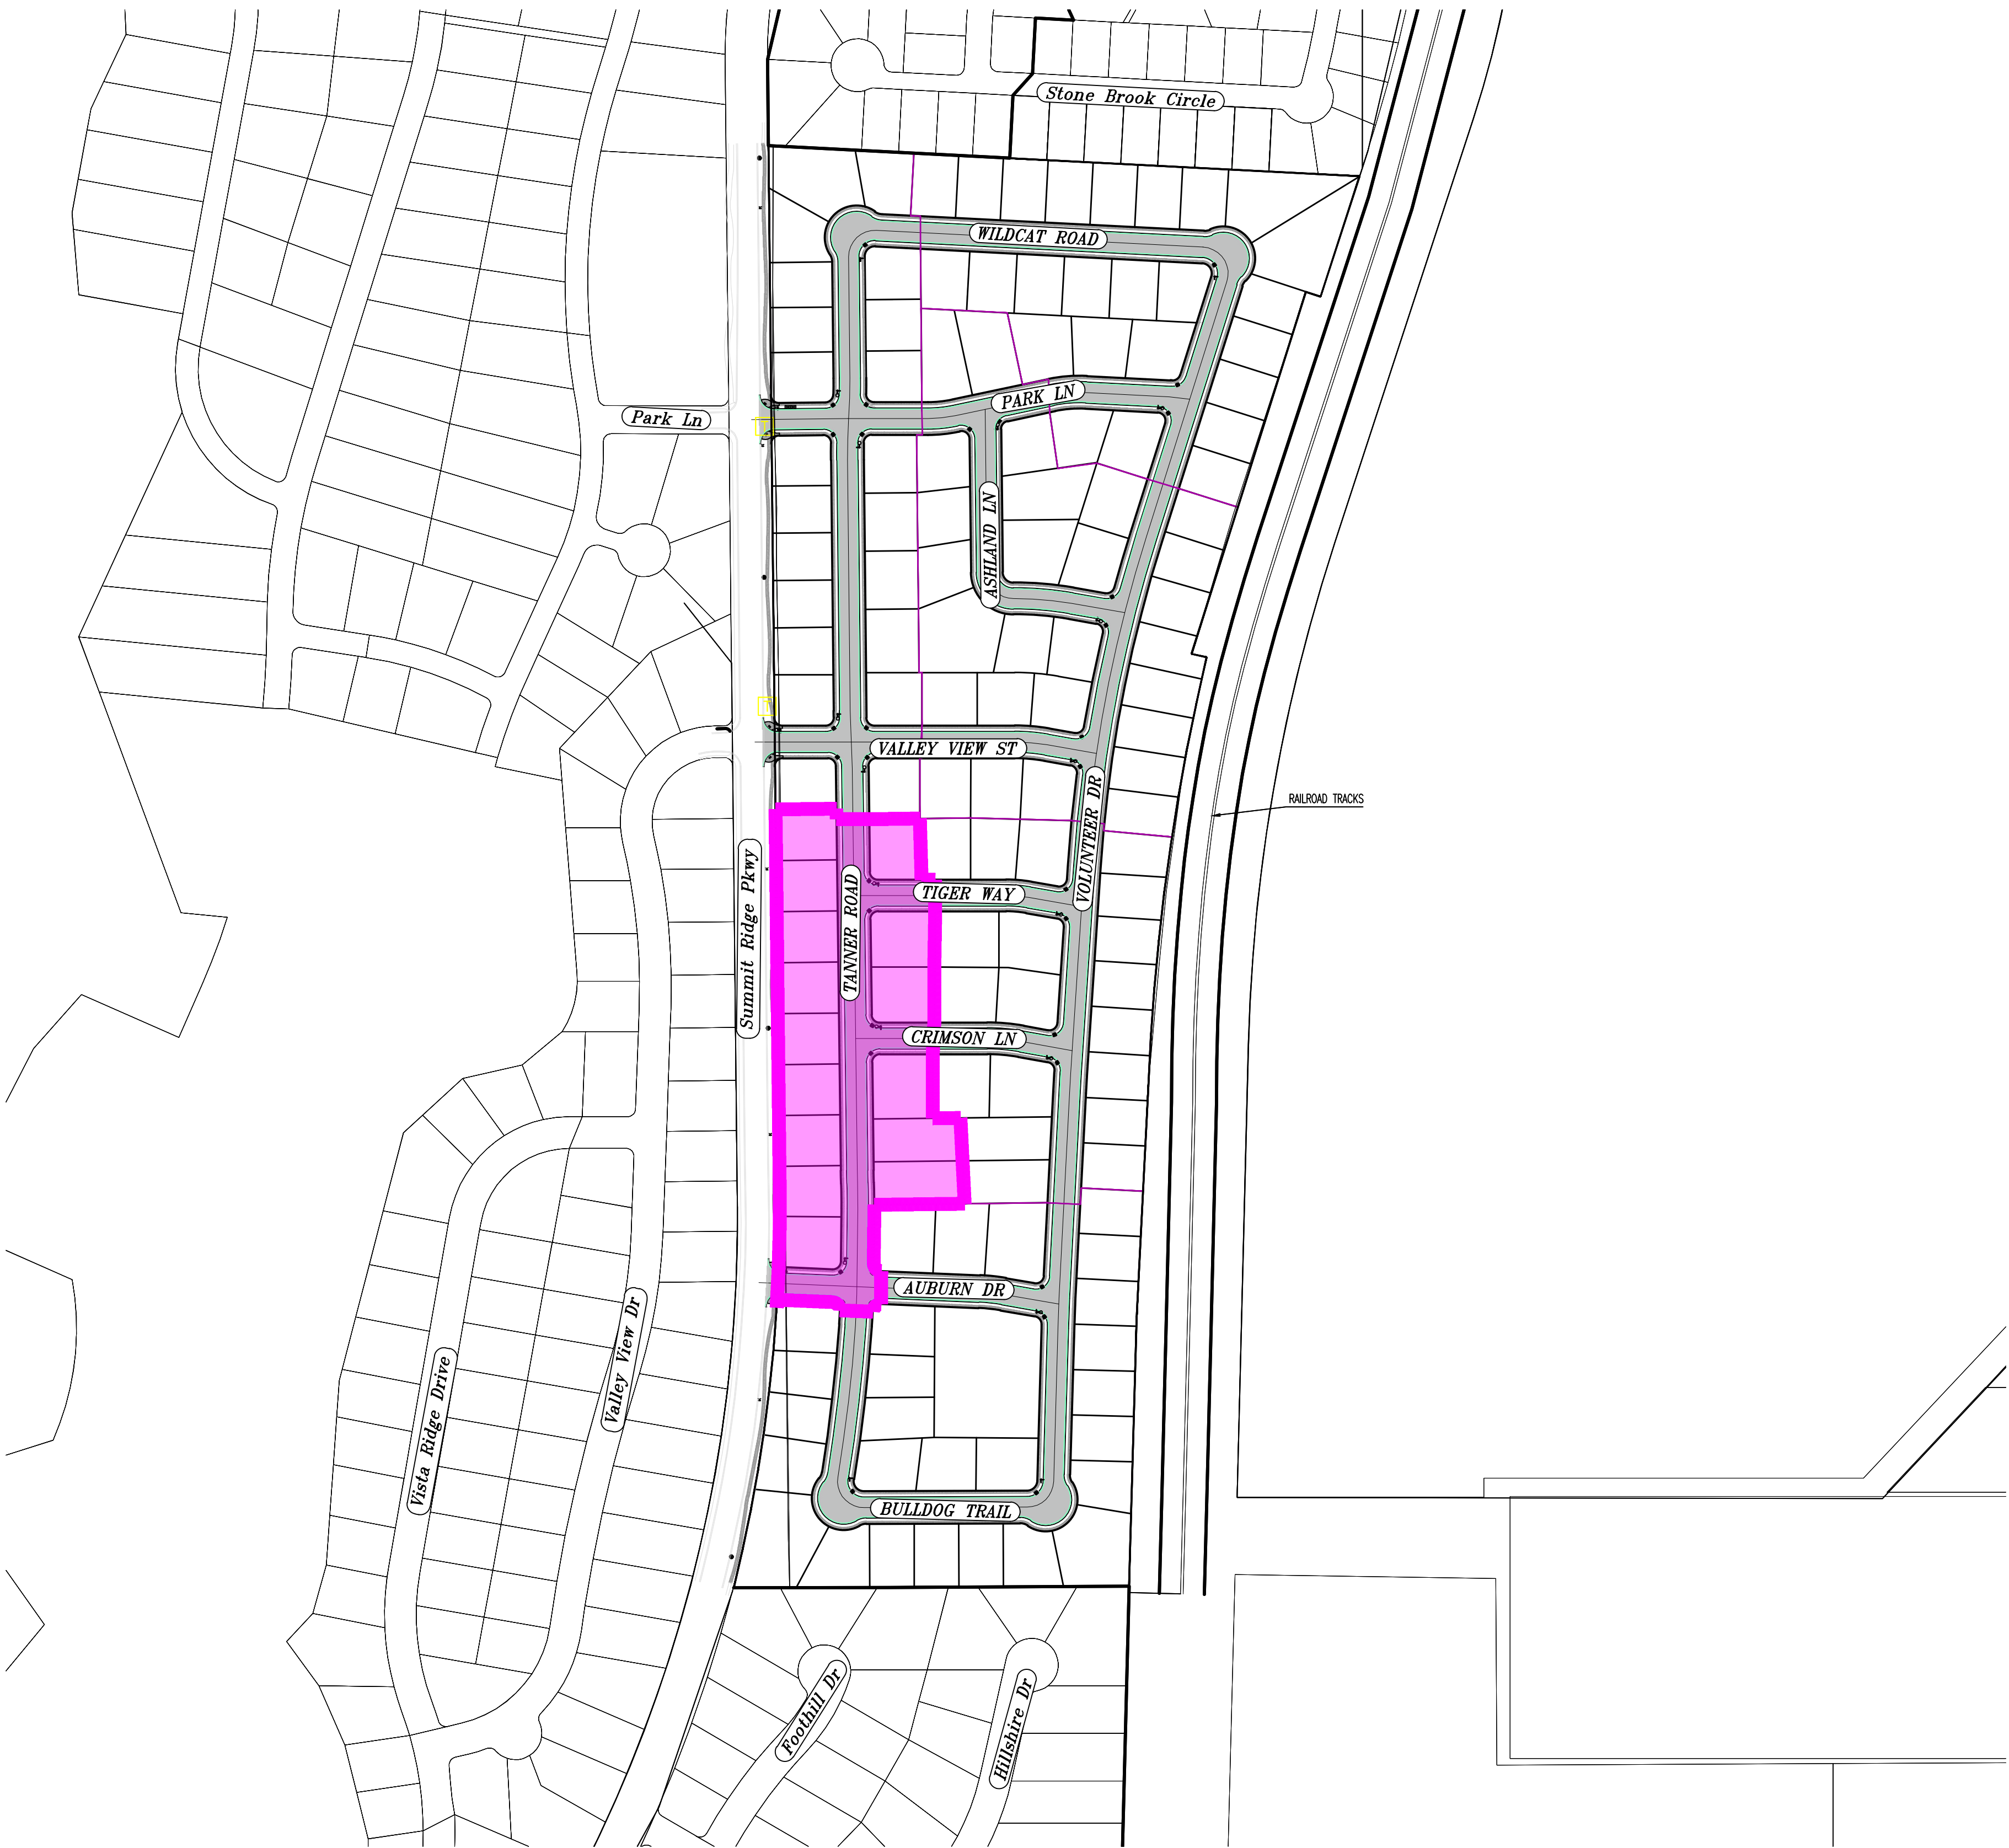 Stone Brook Circle
WILDCAT ROAD
PARK LN
Park Ln
ASHLAND LN
VALLEY VIEW ST
VOLUNTEER DR
RAILROAD TRACKS
Summit Ridge Pkwy
TANNER ROAD
TIGER WAY
CRIMSON LN
AUBURN DR
Valley View Dr
Vista Ridge Drive
BULLDOG TRAIL
Foothill Dr
Hillshire Dr